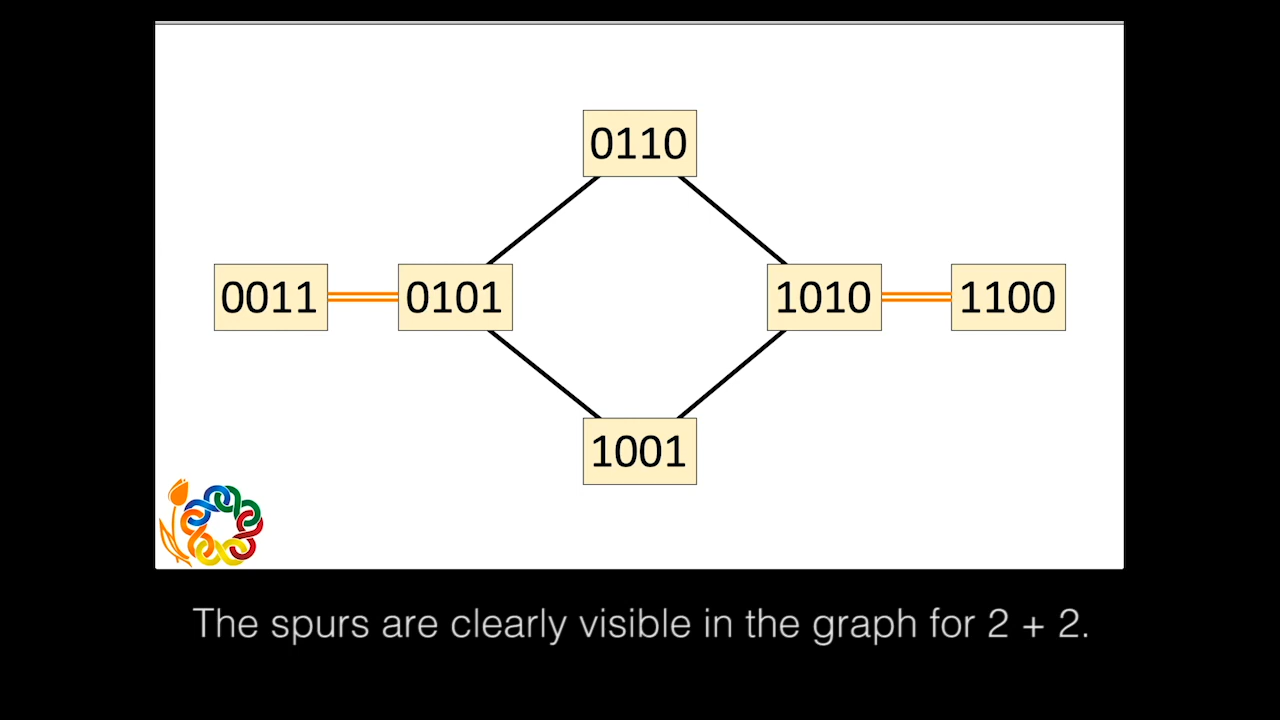 0110
0011 0101 1010 1100
1001
The spurs are clearly visible in the graph for 2 + 2.